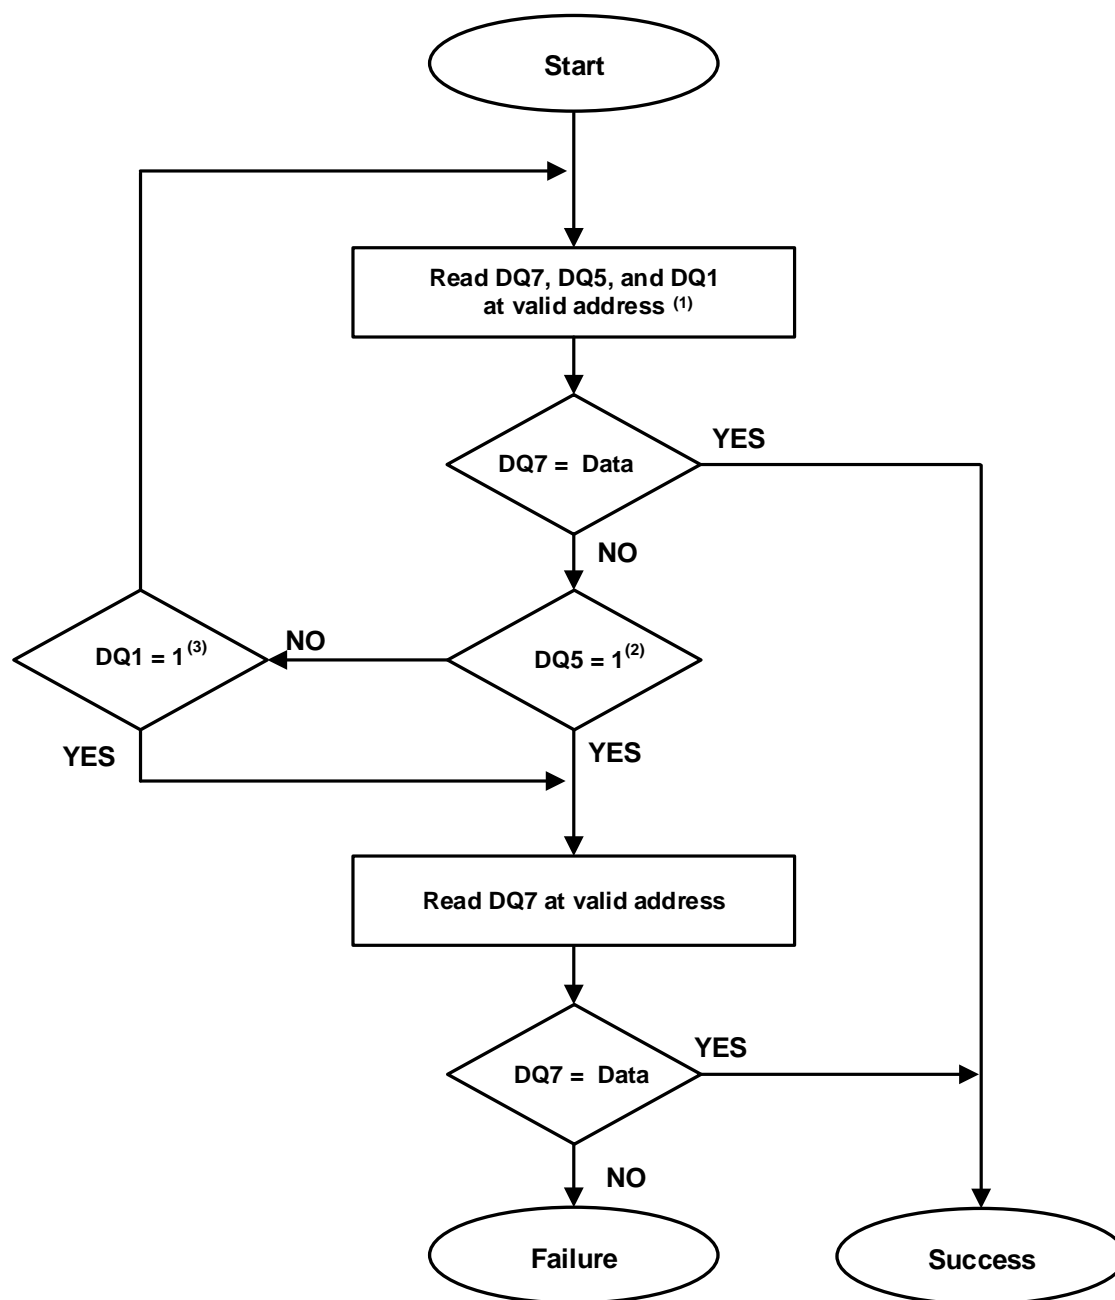 Start
Read DQ7, DQ5, and DQ1
at valid address (1)
DQ7 = Data
YES
NO
DQ1 = 1(3)
NO
DQ5 = 1(2)
YES
YES
Read DQ7 at valid address
DQ7 = Data
YES
NO
Failure
Success